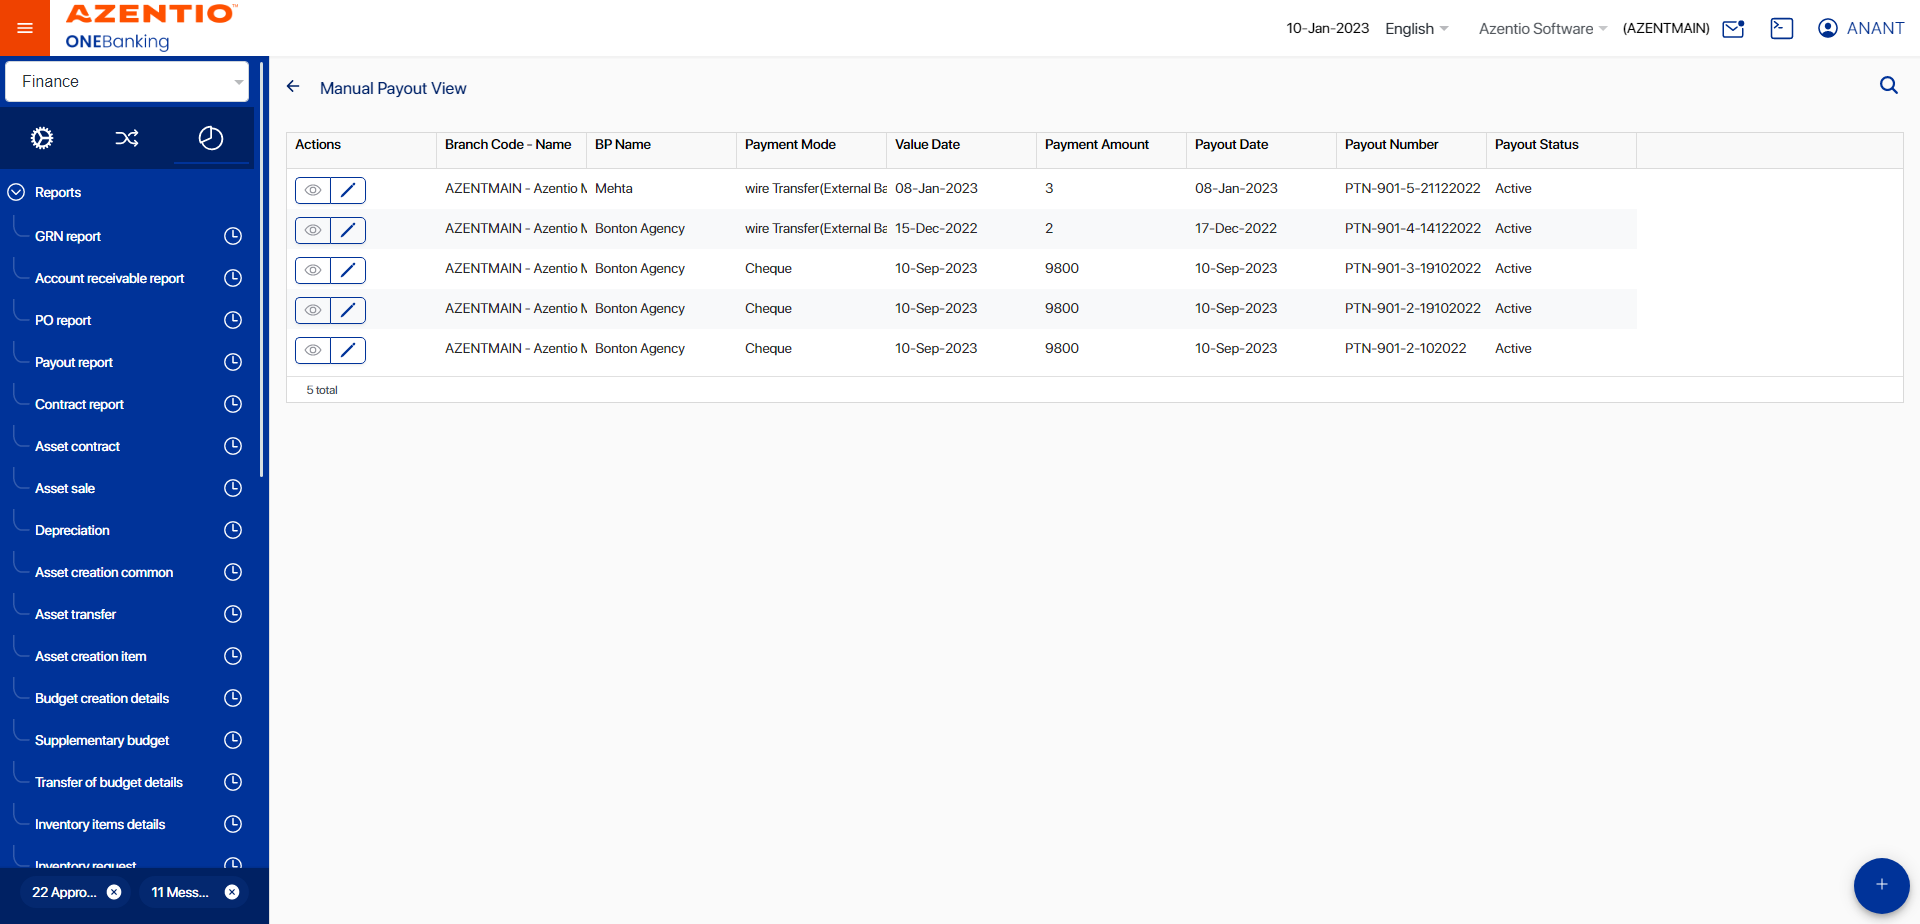 AZENTIO™
ONEBanking
10-Jan-2023 English Azentio Software (AZENTMAIN) ANANT
Finance
Reports
GRN report
Account receivable report
PO report
Payout report
Contract report
Asset contract
Asset sale
Depreciation
Asset creation common
Asset transfer
Asset creation item
Budget creation details
Supplementary budget
Transfer of budget details
Inventory items details
Inventory request
22 Appro... 11 Mess...
Manual Payout View
Actions Branch Code - Name BP Name Payment Mode Value Date Payment Amount Payout Date Payout Number Payout Status
AZENTMAIN - Azentio M Mehta wire Transfer(External Ba 08-Jan-2023 3 08-Jan-2023 PTN-901-5-21122022 Active
AZENTMAIN - Azentio M Bonton Agency wire Transfer(External Ba 15-Dec-2022 2 17-Dec-2022 PTN-901-4-14122022 Active
AZENTMAIN - Azentio M Bonton Agency Cheque 10-Sep-2023 9800 10-Sep-2023 PTN-901-3-19102022 Active
AZENTMAIN - Azentio M Bonton Agency Cheque 10-Sep-2023 9800 10-Sep-2023 PTN-901-2-19102022 Active
AZENTMAIN - Azentio M Bonton Agency Cheque 10-Sep-2023 9800 10-Sep-2023 PTN-901-2-102022 Active
5 total